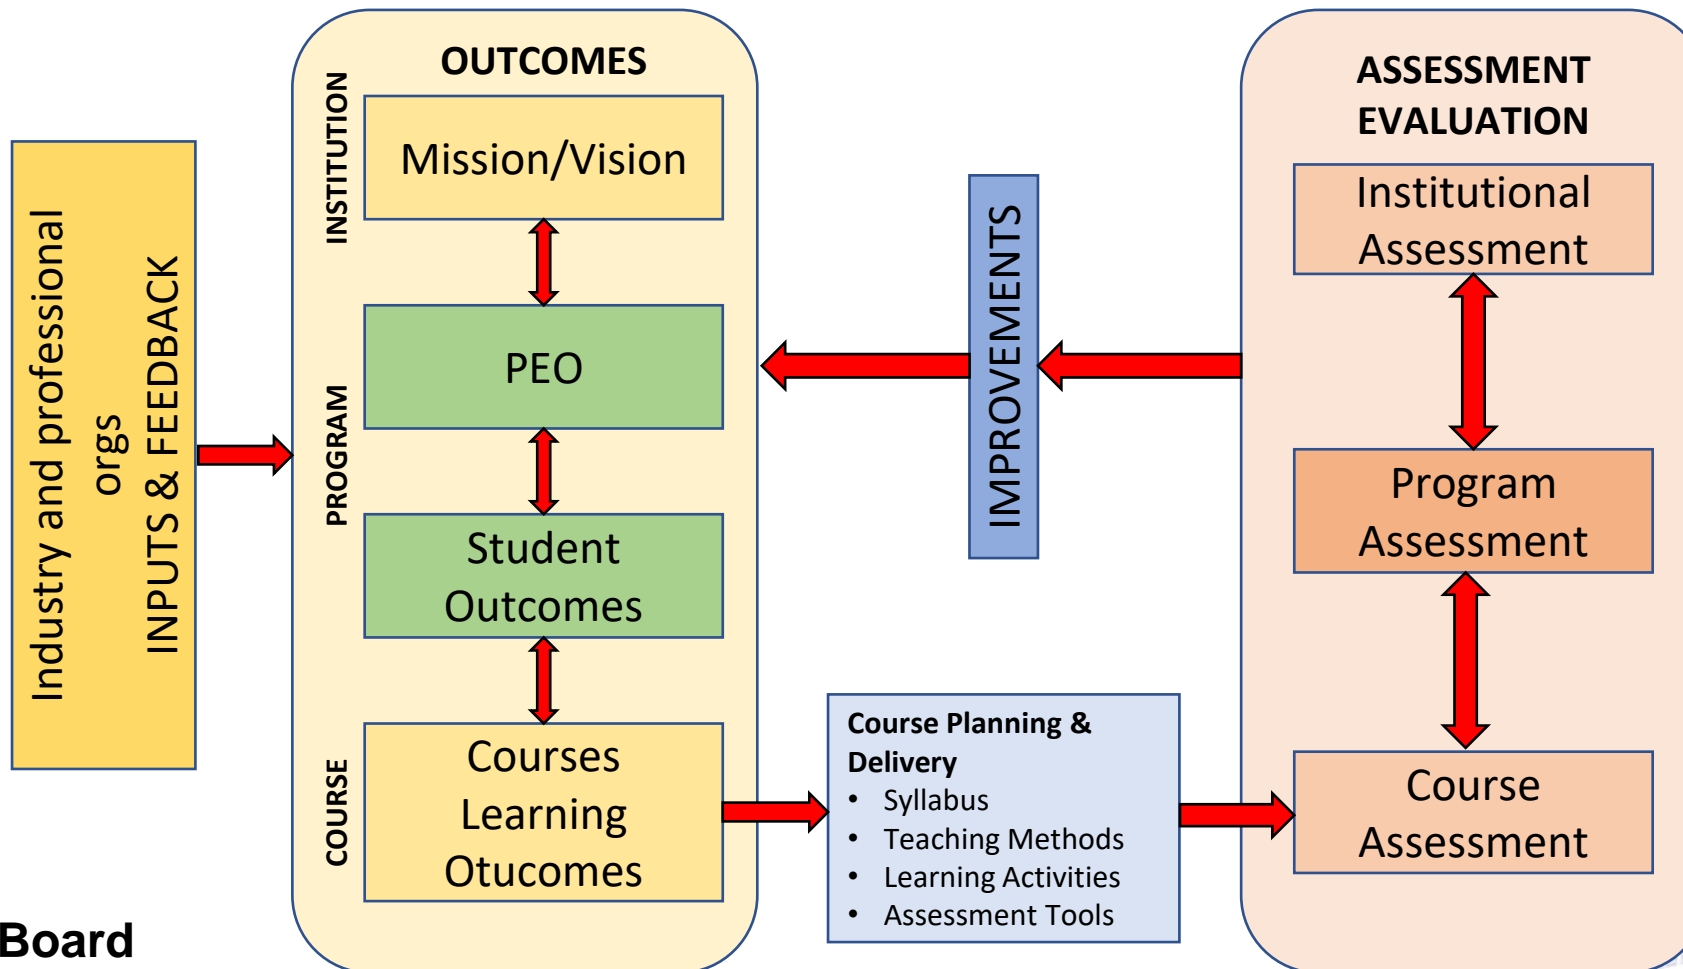 Industry and professional
orgs
INPUTS & FEEDBACK
OUTCOMES
INSTITUTION
Mission/Vision
PROGRAM
PEO
Student
Outcomes
COURSE
Courses
Learning
Otucomes
Course Planning &
Delivery
• Syllabus
• Teaching Methods
• Learning Activities
• Assessment Tools
IMPROVEMENTS
ASSESSMENT
EVALUATION
Institutional
Assessment
Program
Assessment
Course
Assessment
Board